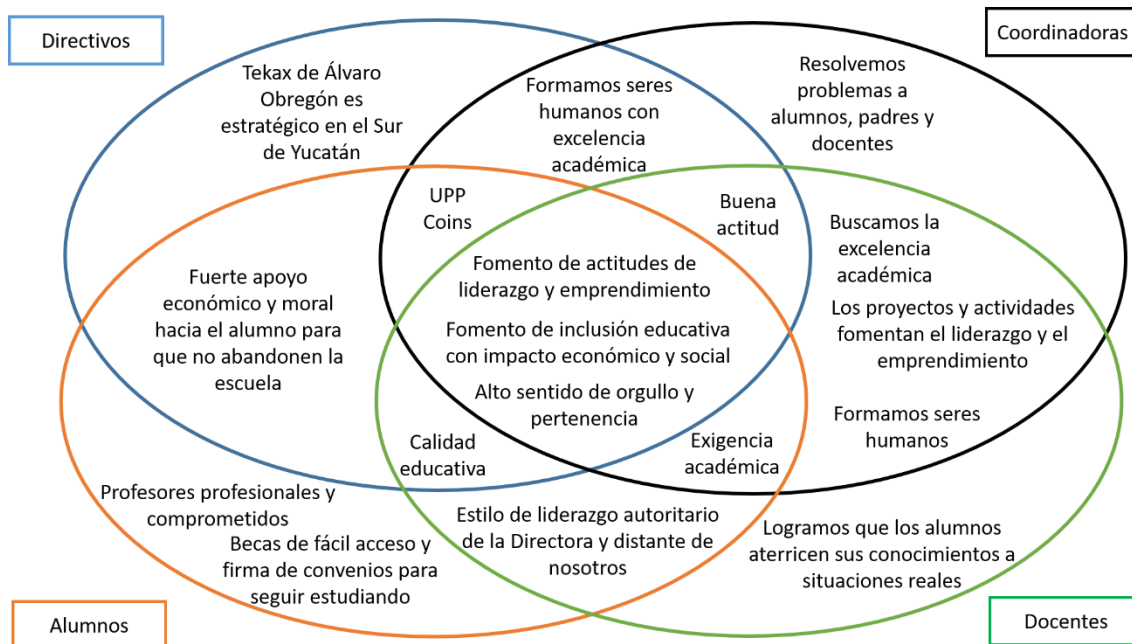 Directivos
Coordinadoras
Tekax de Álvaro
Obregón es
estratégico en el Sur
de Yucatán
Formamos seres
humanos con
excelencia
académica
Resolvemos
problemas a
alumnos, padres y
docentes
UPP
Coins
Buena
actitud
Buscamos la
excelencia
académica
Fuerte apoyo
económico y moral
hacia el alumno para
que no abandonen la
escuela
Fomento de actitudes de
liderazgo y emprendimiento
Los proyectos y actividades
fomentan el liderazgo y el
emprendimiento
Fomento de inclusión educativa
con impacto económico y social
Alto sentido de orgullo y
pertenencia
Formamos seres
humanos
Calidad
educativa
Exigencia
académica
Profesores profesionales y
comprometidos
Becas de fácil acceso y
firma de convenios para
seguir estudiando
Estilo de liderazgo autoritario
de la Directora y distante de
nosotros
Logramos que los alumnos
aterricen sus conocimientos a
situaciones reales
Alumnos
Docentes